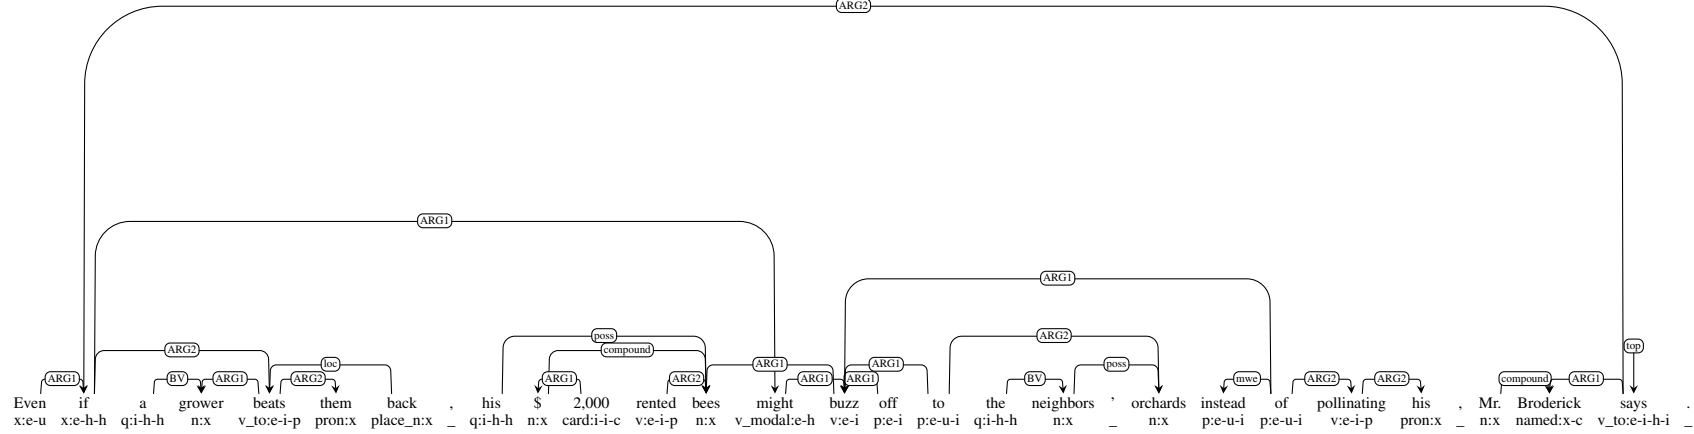 ARG2
ARG1
ARG1
poss
ARG2
compound
top
ARG2 loc ARG1 ARG1 poss
ARG1 BV ARG1 ARG2 ARG1 ARG2 ARG1 ARG1 BV mwe ARG2 ARG2 compound ARG1
Even if a grower beats them back , his $ 2,000 rented bees might buzz off to the neighbors ' orchards instead of pollinating his , Mr. Broderick says .
x:e-u x:e-h-h q:i-h-h n:x v_to:e-i-p pron:x place_n:x _ q:i-h-h n:x card:i-i-c v:e-i-p n:x v_modal:e-h v:e-i p:e-i p:e-u-i q:i-h-h n:x _ n:x p:e-u-i p:e-u-i v:e-i-p pron:x _ n:x named:x-c v_to:e-i-h-i _